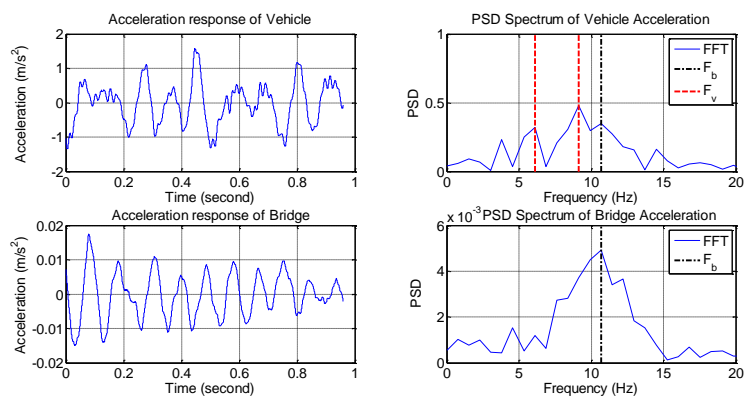 Acceleration response of Vehicle
2
1
0
-1
-2
0 0.2 0.4 0.6 0.8 1
Acceleration (m/s²)
Time (second)
PSD Spectrum of Vehicle Acceleration
1
0.5
0
0 5 10 15 20
PSD
Frequency (Hz)
FFT
F_b
F_v
Acceleration response of Bridge
0.02
0.01
0
-0.01
-0.02
0 0.2 0.4 0.6 0.8 1
Acceleration (m/s²)
Time (second)
x 10⁻³ PSD Spectrum of Bridge Acceleration
6
4
2
0
0 5 10 15 20
PSD
Frequency (Hz)
FFT
F_b